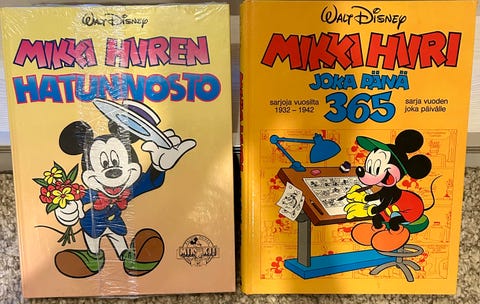 WALT DISNEY
MIKKI HIIREN
HATUNNOSTO
WALT DISNEY
MIKKI HIIRI
JOKA PÄIVÄ
sarjoja vuosilta
1932 – 1942
365
sarja vuoden
joka päivälle